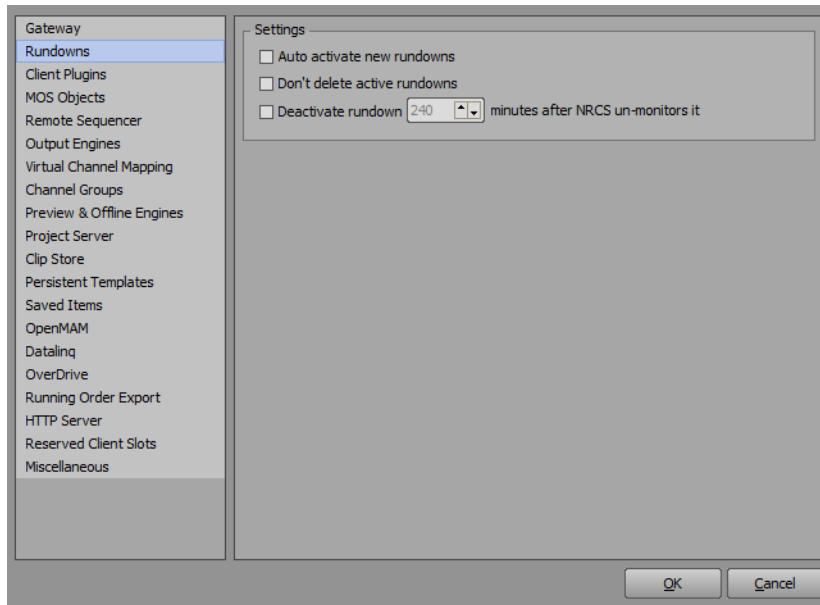 Gateway
Rundowns
Client Plugins
MOS Objects
Remote Sequencer
Output Engines
Virtual Channel Mapping
Channel Groups
Preview & Offline Engines
Project Server
Clip Store
Persistent Templates
Saved Items
OpenMAM
Datalinq
OverDrive
Running Order Export
HTTP Server
Reserved Client Slots
Miscellaneous
Settings
Auto activate new rundowns
Don't delete active rundowns
Deactivate rundown 240 minutes after NRCS un-monitors it
OK Cancel